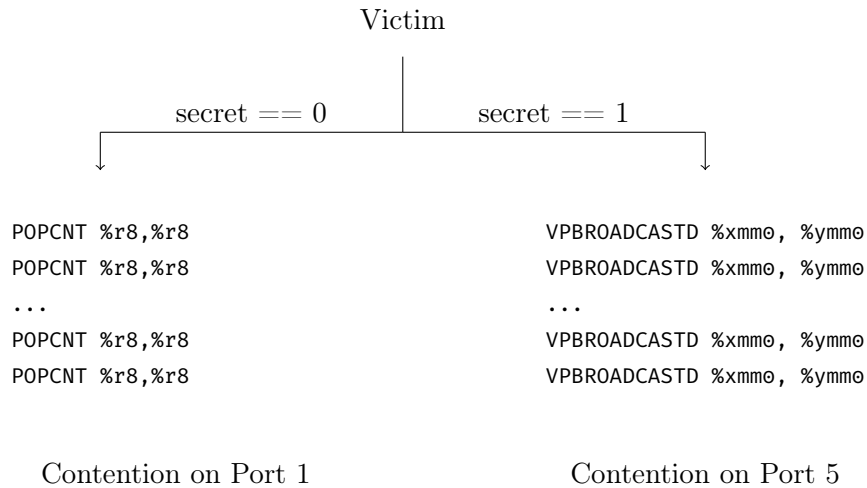 Victim
secret == 0
secret == 1
POPCNT %r8,%r8
POPCNT %r8,%r8
...
POPCNT %r8,%r8
POPCNT %r8,%r8
Contention on Port 1
VPBROADCASTD %xmm0, %ymm0
VPBROADCASTD %xmm0, %ymm0
...
VPBROADCASTD %xmm0, %ymm0
VPBROADCASTD %xmm0, %ymm0
Contention on Port 5